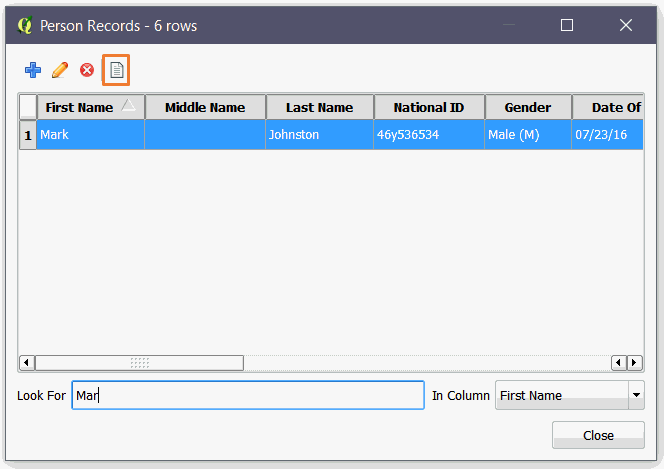 Person Records - 6 rows
First Name Middle Name Last Name National ID Gender Date Of
1 Mark Johnston 46y536534 Male (M) 07/23/16
Look For Mar In Column First Name
Close